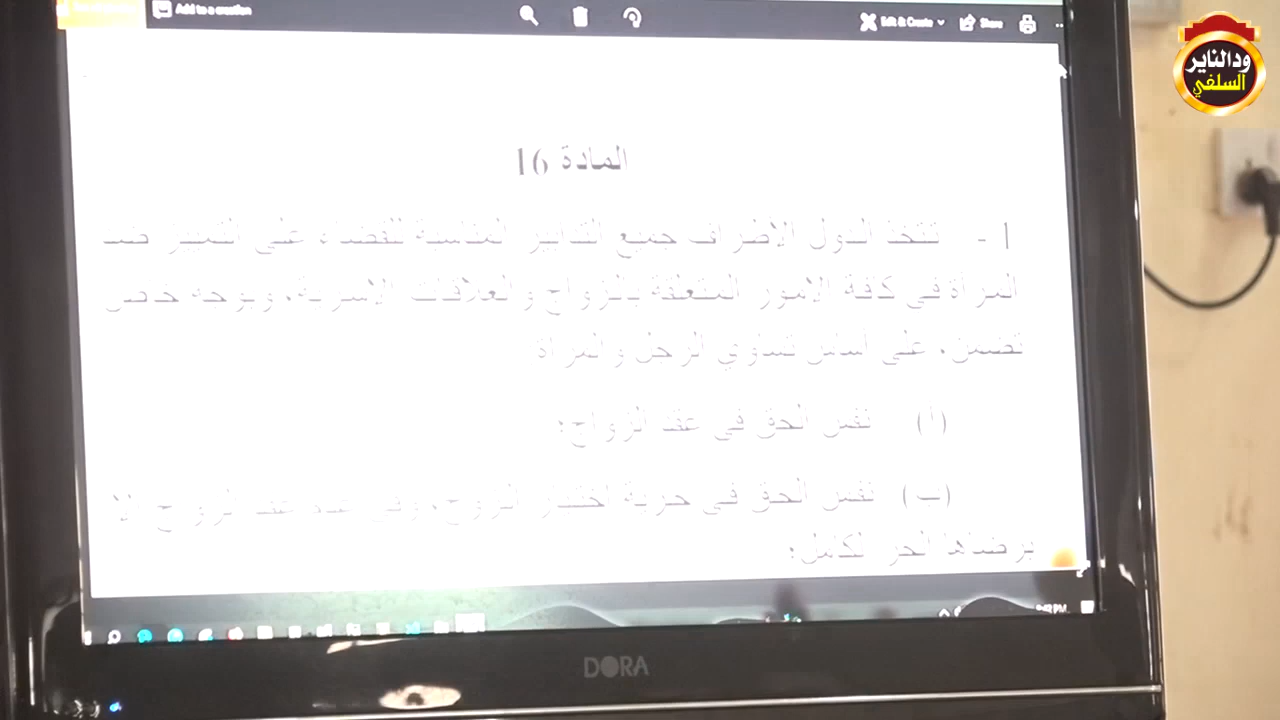 Add to a creation
Edit & Create
Share
ودالناير
السلفي
المادة 16
1 - تتخذ الدول الأطراف جميع التدابير المناسبة للقضاء على التمييز ضد
المرأة في كافة الأمور المتعلقة بالزواج والعلاقات الأسرية، وبوجه خاص
تضمن، على أساس تساوي الرجل والمرأة
(أ) نفس الحق في عقد الزواج؛
(ب) نفس الحق في حرية اختيار الزوج، وفي عدم عقد الزواج إلا
برضاها الحر الكامل؛
DORA